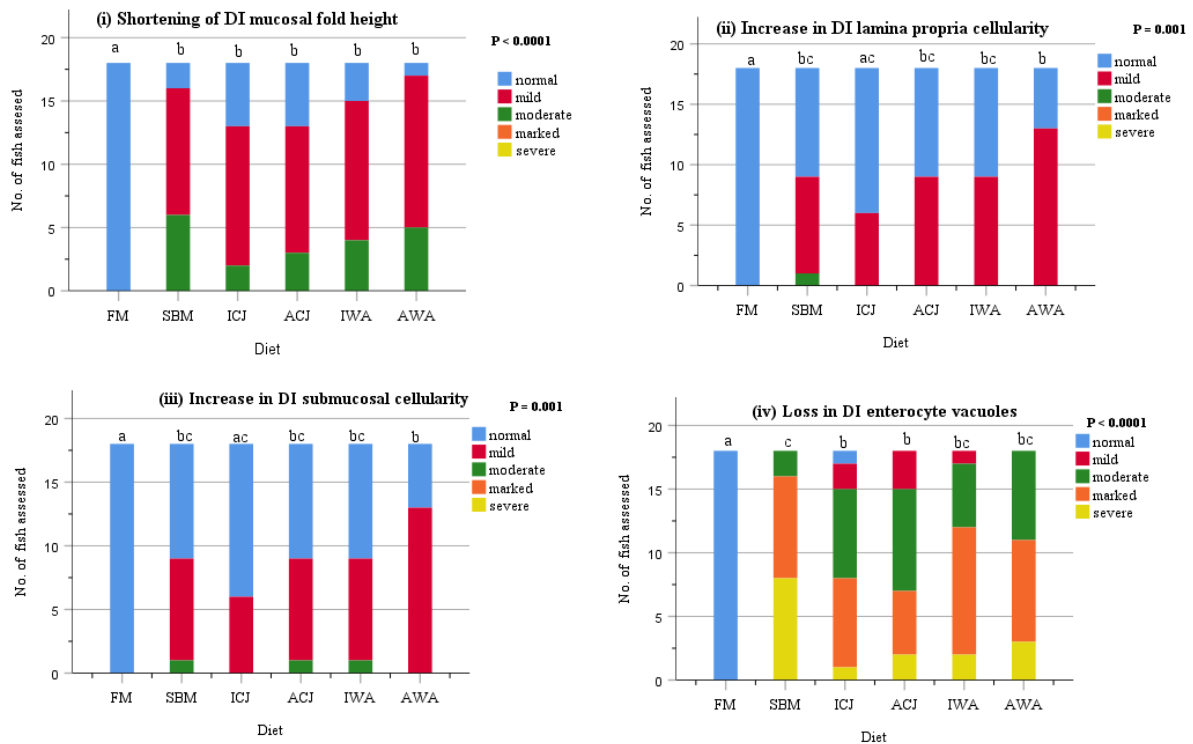 (i) Shortening of DI mucosal fold height
P < 0.0001
normal
mild
moderate
marked
severe
a b b b b b
20
15
10
5
0
No. of fish assessed
FM SBM ICJ ACJ IWA AWA
Diet
(ii) Increase in DI lamina propria cellularity
P = 0.001
normal
mild
moderate
marked
severe
a bc ac bc bc b
20
15
10
5
0
No. of fish assessed
FM SBM ICJ ACJ IWA AWA
Diet
(iii) Increase in DI submucosal cellularity
P = 0.001
normal
mild
moderate
marked
severe
a bc ac bc bc b
20
15
10
5
0
No. of fish assessed
FM SBM ICJ ACJ IWA AWA
Diet
(iv) Loss in DI enterocyte vacuoles
P < 0.0001
normal
mild
moderate
marked
severe
a c b b bc bc
20
15
10
5
0
No. of fish assessed
FM SBM ICJ ACJ IWA AWA
Diet